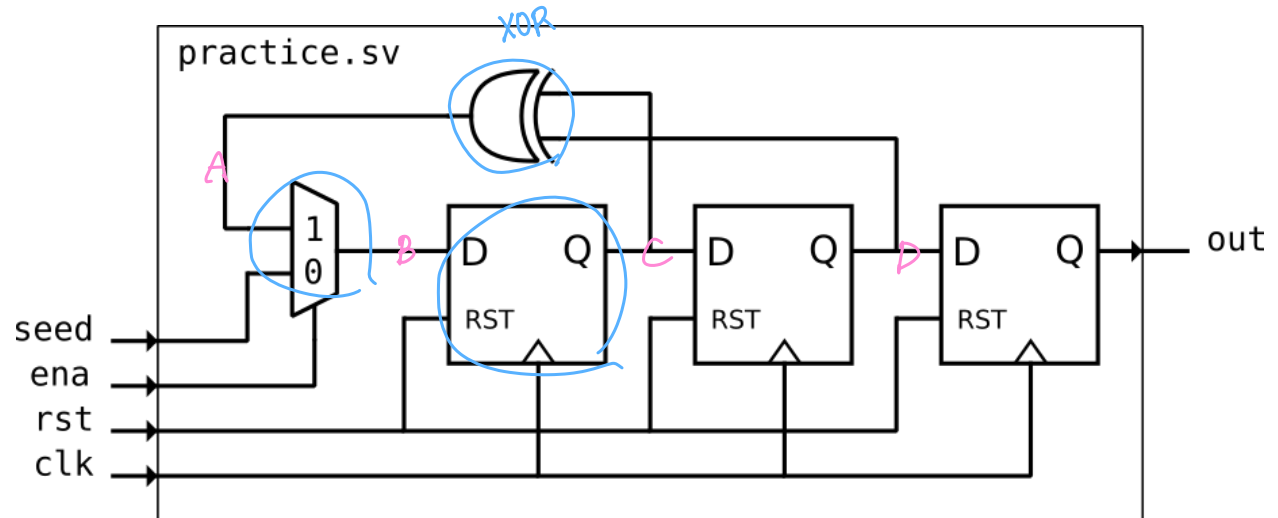 XOR
practice.sv
A
1
0
B
D Q
RST
C
D Q
RST
D
D Q
RST
out
seed
ena
rst
clk